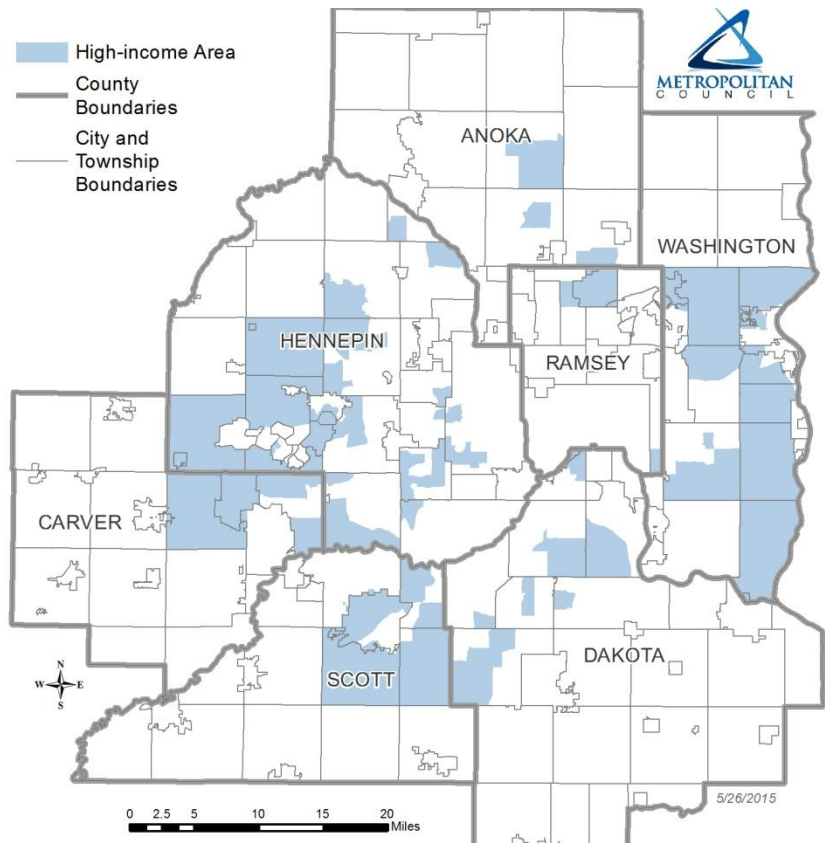 High-income Area
County
Boundaries
City and
Township
Boundaries
METROPOLITAN
COUNCIL
ANOKA
WASHINGTON
HENNEPIN
RAMSEY
CARVER
SCOTT
DAKOTA
N
W E
S
5/26/2015
0 2.5 5 10 15 20
Miles